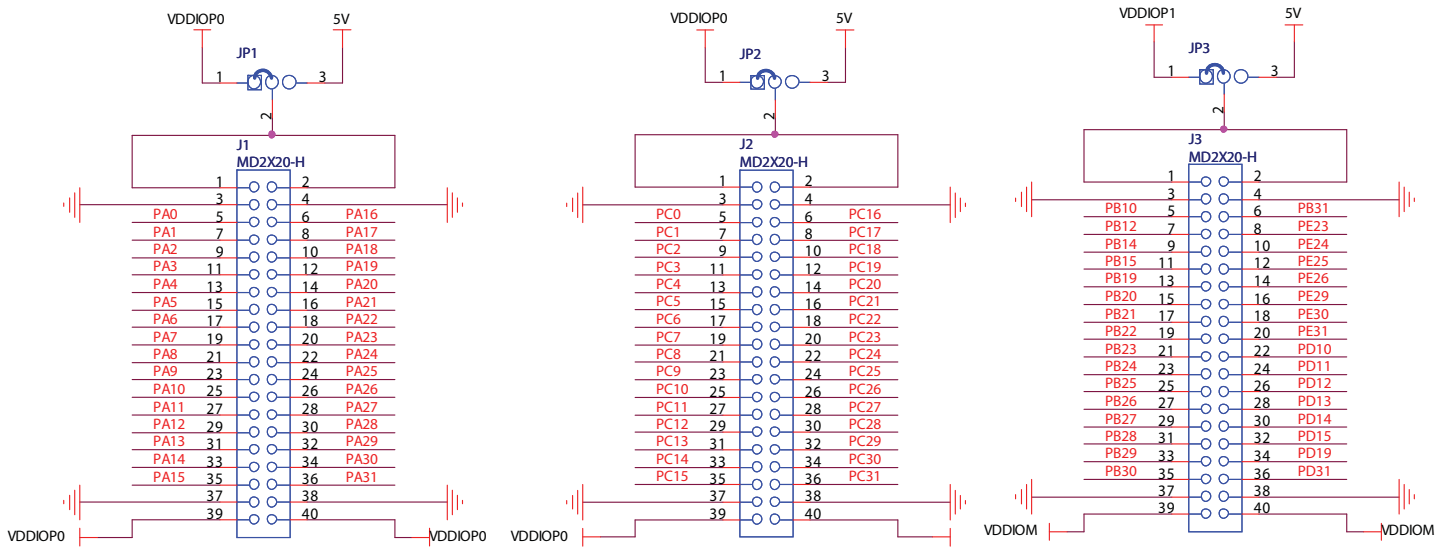 VDDIOP0 5V
JP1
1 3
2
J1
MD2X20-H
1 2
3 4
PA0 5 6 PA16
PA1 7 8 PA17
PA2 9 10 PA18
PA3 11 12 PA19
PA4 13 14 PA20
PA5 15 16 PA21
PA6 17 18 PA22
PA7 19 20 PA23
PA8 21 22 PA24
PA9 23 24 PA25
PA10 25 26 PA26
PA11 27 28 PA27
PA12 29 30 PA28
PA13 31 32 PA29
PA14 33 34 PA30
PA15 35 36 PA31
37 38
39 40
VDDIOP0 VDDIOP0
VDDIOP0 5V
JP2
1 3
2
J2
MD2X20-H
1 2
3 4
PC0 5 6 PC16
PC1 7 8 PC17
PC2 9 10 PC18
PC3 11 12 PC19
PC4 13 14 PC20
PC5 15 16 PC21
PC6 17 18 PC22
PC7 19 20 PC23
PC8 21 22 PC24
PC9 23 24 PC25
PC10 25 26 PC26
PC11 27 28 PC27
PC12 29 30 PC28
PC13 31 32 PC29
PC14 33 34 PC30
PC15 35 36 PC31
37 38
39 40
VDDIOP0
VDDIOP1 5V
JP3
1 3
2
J3
MD2X20-H
1 2
3 4
PB10 5 6 PB31
PB12 7 8 PE23
PB14 9 10 PE24
PB15 11 12 PE25
PB19 13 14 PE26
PB20 15 16 PE29
PB21 17 18 PE30
PB22 19 20 PE31
PB23 21 22 PD10
PB24 23 24 PD11
PB25 25 26 PD12
PB26 27 28 PD13
PB27 29 30 PD14
PB28 31 32 PD15
PB29 33 34 PD19
PB30 35 36 PD31
37 38
39 40
VDDIOM VDDIOM